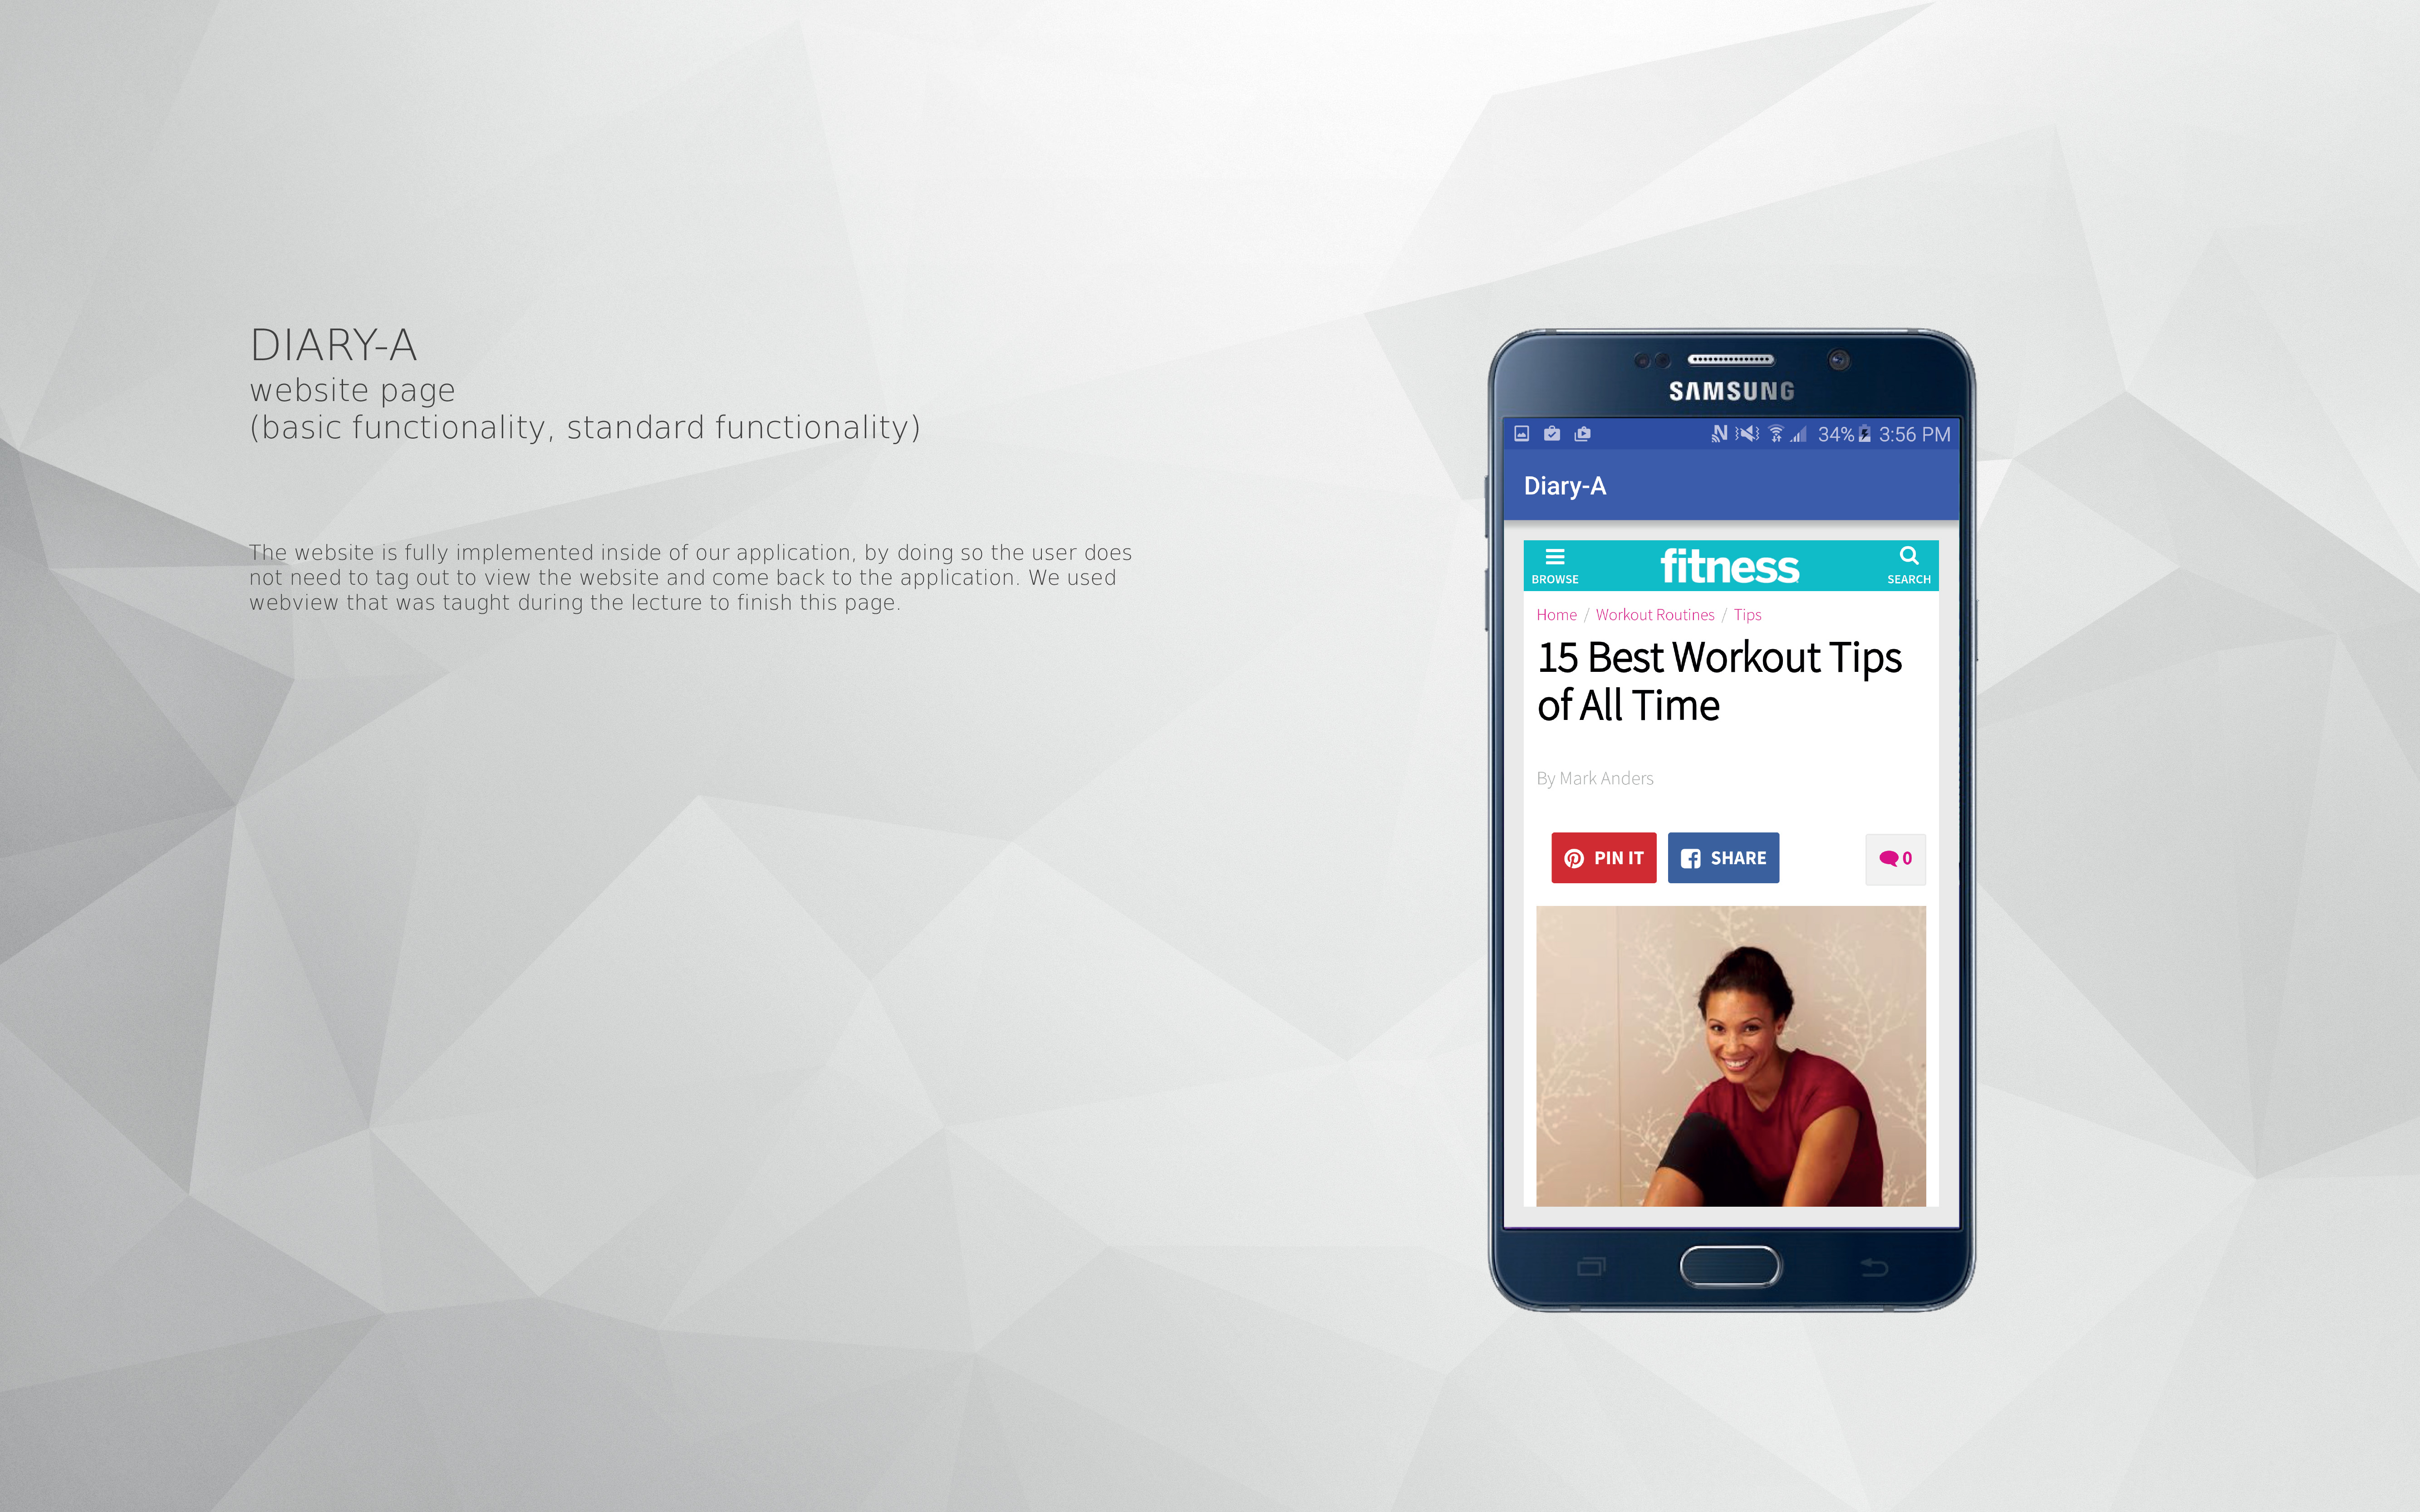 DIARY-A
website page
(basic functionality, standard functionality)
The website is fully implemented inside of our application, by doing so the user does
not need to tag out to view the website and come back to the application. We used
webview that was taught during the lecture to finish this page.
SAMSUNG
34% 3:56 PM
Diary-A
BROWSE fitness SEARCH
Home / Workout Routines / Tips
15 Best Workout Tips
of All Time
By Mark Anders
PIN IT SHARE 0